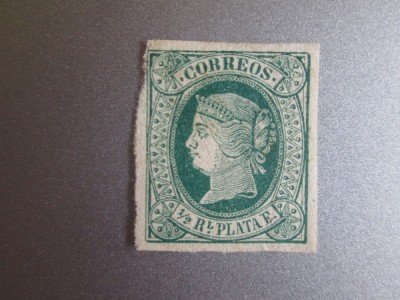 · CORREOS ·
½ RL PLATA F.